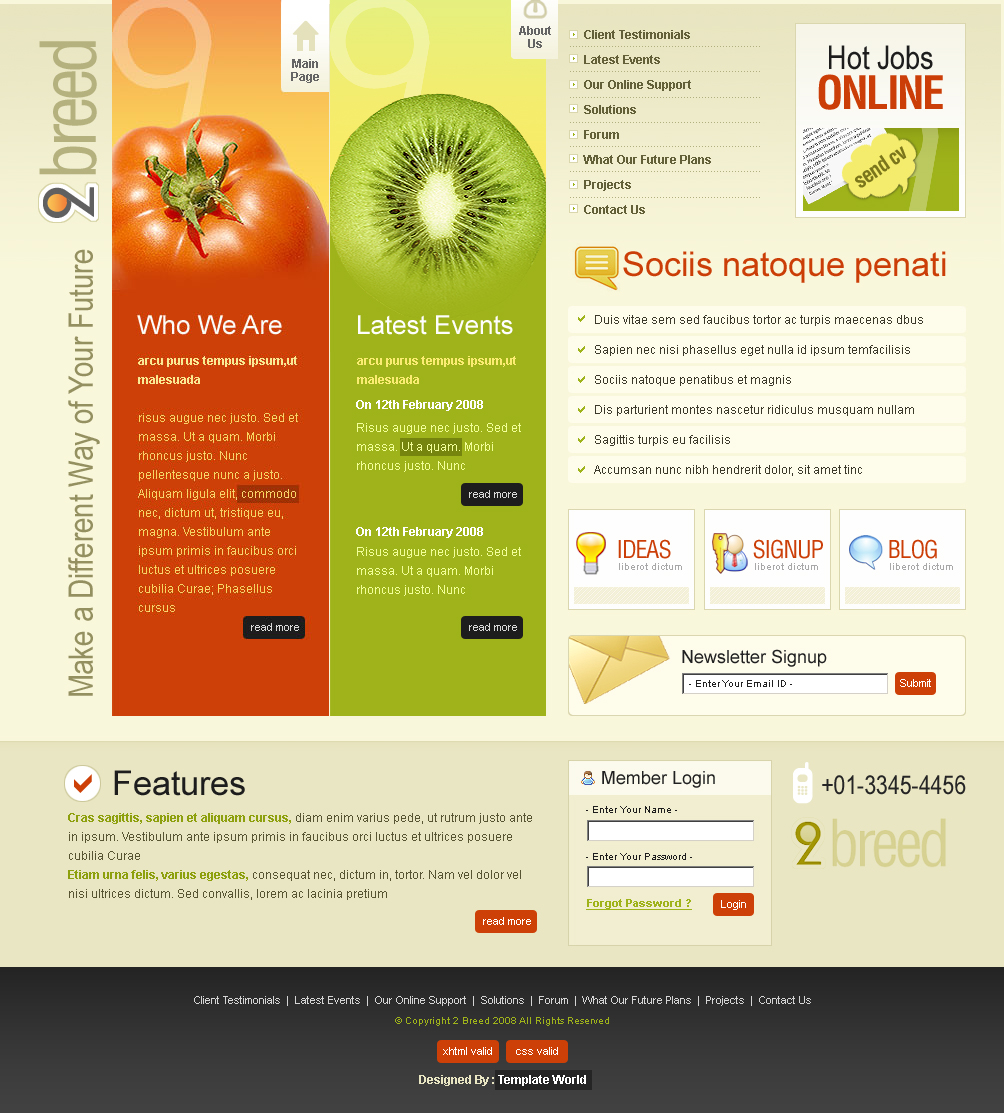 2breed
Make a Different Way of Your Future
9
Main
Page
9
About
Us
Client Testimonials
Latest Events
Our Online Support
Solutions
Forum
What Our Future Plans
Projects
Contact Us
Hot Jobs
ONLINE
send cv
Who We Are
arcu purus tempus ipsum,ut
malesuada
risus augue nec justo. Sed et
massa. Ut a quam. Morbi
rhoncus justo. Nunc
pellentesque nunc a justo.
Aliquam ligula elit, commodo
nec, dictum ut, tristique eu,
magna. Vestibulum ante
ipsum primis in faucibus orci
luctus et ultrices posuere
cubilia Curae; Phasellus
cursus
read more
Latest Events
arcu purus tempus ipsum,ut
malesuada
On 12th February 2008
Risus augue nec justo. Sed et
massa. Ut a quam. Morbi
rhoncus justo. Nunc
read more
On 12th February 2008
Risus augue nec justo. Sed et
massa. Ut a quam. Morbi
rhoncus justo. Nunc
read more
Sociis natoque penati
Duis vitae sem sed faucibus tortor ac turpis maecenas dbus
Sapien nec nisi phasellus eget nulla id ipsum temfacilisis
Sociis natoque penatibus et magnis
Dis parturient montes nascetur ridiculus musquam nullam
Sagittis turpis eu facilisis
Accumsan nunc nibh hendrerit dolor, sit amet tinc
IDEAS
liberot dictum
SIGNUP
liberot dictum
BLOG
liberot dictum
Newsletter Signup
- Enter Your Email ID -
Submit
Features
Cras sagittis, sapien et aliquam cursus, diam enim varius pede, ut rutrum justo ante
in ipsum. Vestibulum ante ipsum primis in faucibus orci luctus et ultrices posuere
cubilia Curae
Etiam urna felis, varius egestas, consequat nec, dictum in, tortor. Nam vel dolor vel
nisi ultrices dictum. Sed convallis, lorem ac lacinia pretium
read more
Member Login
- Enter Your Name -
- Enter Your Password -
Forgot Password ?
Login
+01-3345-4456
2 breed
Client Testimonials | Latest Events | Our Online Support | Solutions | Forum | What Our Future Plans | Projects | Contact Us
© Copyright 2 Breed 2008 All Rights Reserved
xhtml valid
css valid
Designed By : Template World